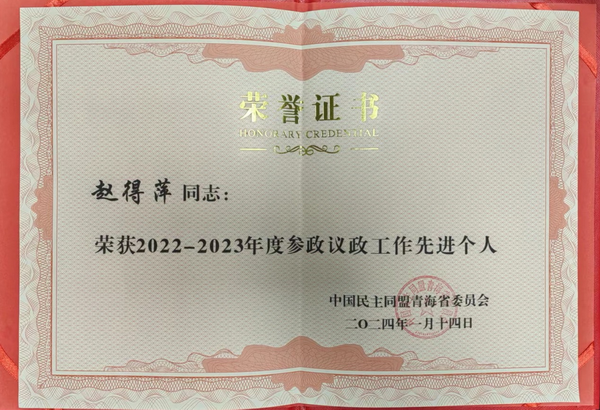 荣誉证书
HONORARY CREDENTIAL
赵得萍同志：
荣获2022-2023年度参政议政工作先进个人
中国民主同盟青海省委员会
二〇二四年一月十四日